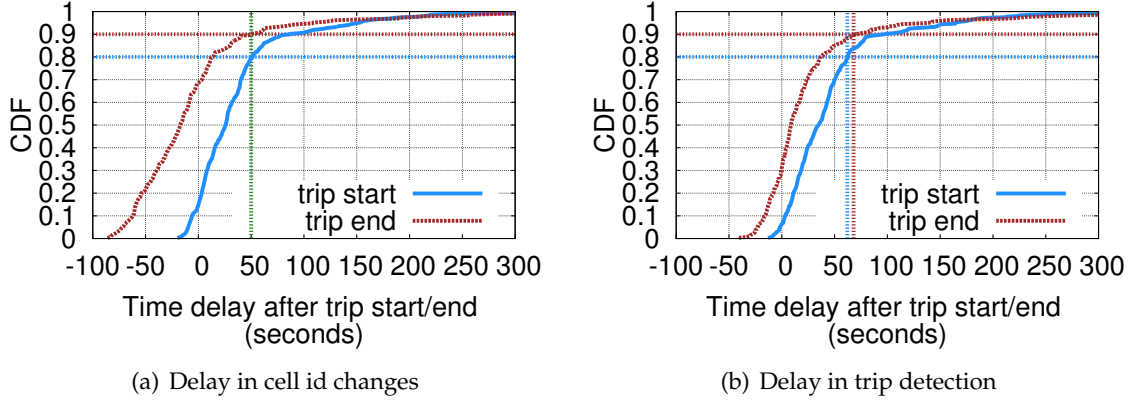 1
0.9
0.8
0.7
0.6
0.5
0.4
0.3
0.2
0.1
0
CDF
trip start
trip end
-100 -50 0 50 100 150 200 250 300
Time delay after trip start/end
(seconds)
(a) Delay in cell id changes
1
0.9
0.8
0.7
0.6
0.5
0.4
0.3
0.2
0.1
0
CDF
trip start
trip end
-100 -50 0 50 100 150 200 250 300
Time delay after trip start/end
(seconds)
(b) Delay in trip detection